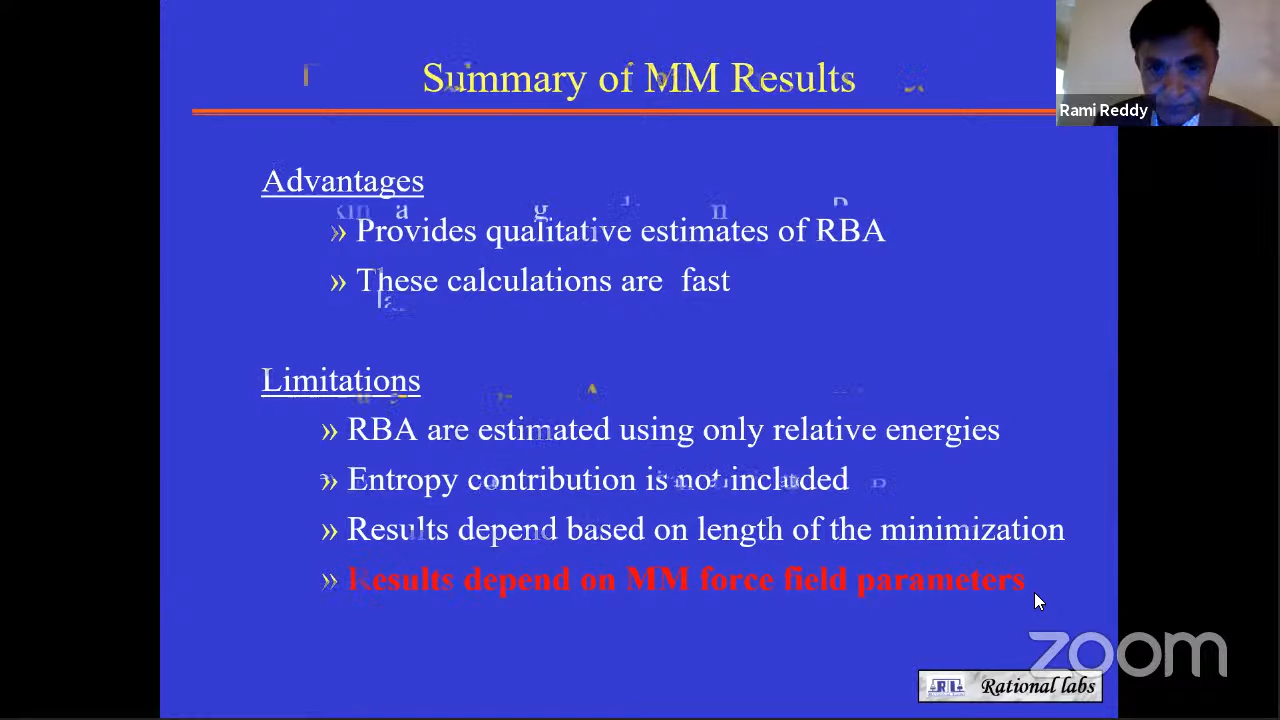 Summary of MM Results
Rami Reddy
Advantages
» Provides qualitative estimates of RBA
» These calculations are fast
Limitations
» RBA are estimated using only relative energies
» Entropy contribution is not included
» Results depend based on length of the minimization
» Results depend on MM force field parameters
zoom
RL Rational labs